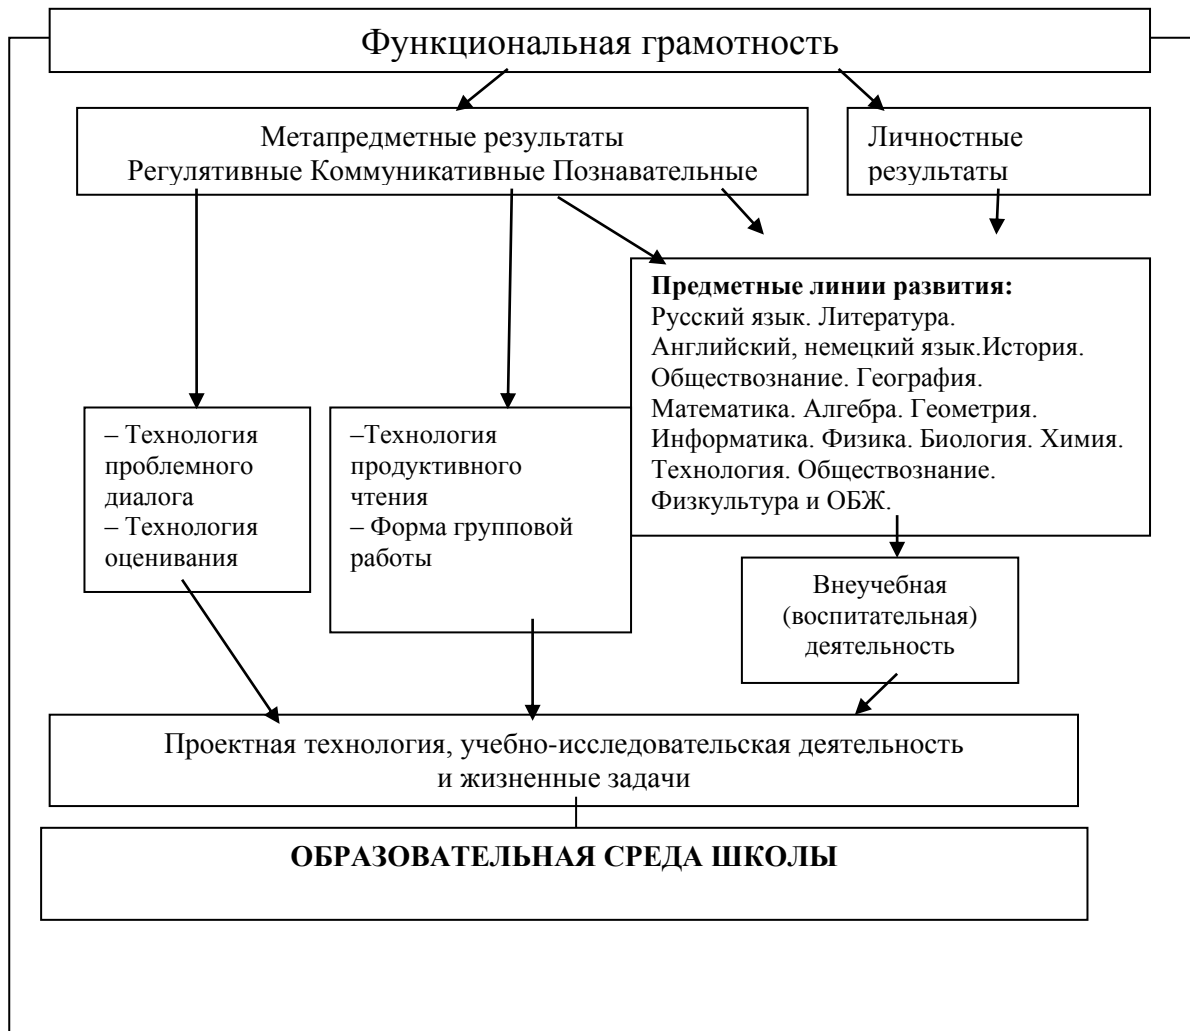 Функциональная грамотность
Метапредметные результаты
Регулятивные Коммуникативные Познавательные
Личностные
результаты
Предметные линии развития:
Русский язык. Литература.
Английский, немецкий язык.История.
Обществознание. География.
Математика. Алгебра. Геометрия.
Информатика. Физика. Биология. Химия.
Технология. Обществознание.
Физкультура и ОБЖ.
– Технология
проблемного
диалога
– Технология
оценивания
–Технология
продуктивного
чтения
– Форма групповой
работы
Внеучебная
(воспитательная)
деятельность
Проектная технология, учебно-исследовательская деятельность
и жизненные задачи
ОБРАЗОВАТЕЛЬНАЯ СРЕДА ШКОЛЫ